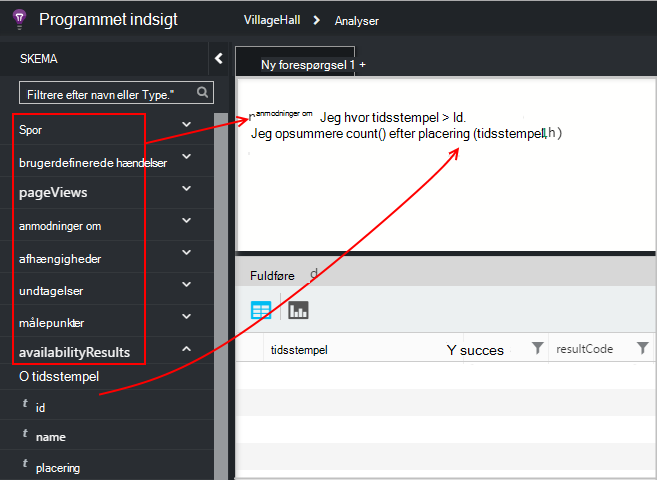 Programmet indsigt
VillageHall
Analyser
SKEMA
Filtrere efter navn eller Type."
Spor
brugerdefinerede hændelser
pageViews
anmodninger om
afhængigheder
undtagelser
målepunkter
availabilityResults
O tidsstempel
t id
t name
t placering
Ny forespørgsel 1 +
anmodninger om Jeg hvor tidsstempel > Id.
Jeg opsummere count() efter placering (tidsstempel,h)
Fuldføre d
tidsstempel Y succes resultCode